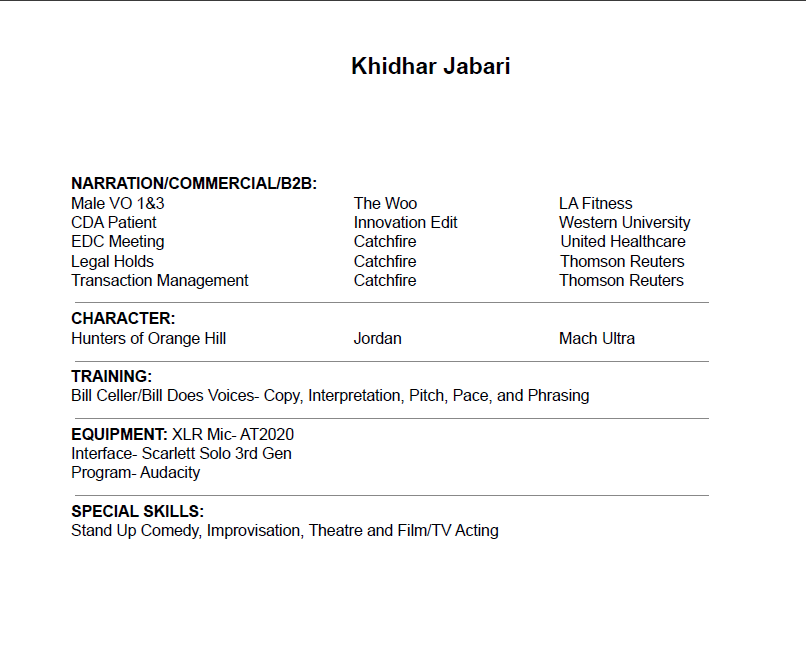 Khidhar Jabari
NARRATION/COMMERCIAL/B2B:
Male VO 1&3 The Woo LA Fitness
CDA Patient Innovation Edit Western University
EDC Meeting Catchfire United Healthcare
Legal Holds Catchfire Thomson Reuters
Transaction Management Catchfire Thomson Reuters
CHARACTER:
Hunters of Orange Hill Jordan Mach Ultra
TRAINING:
Bill Celler/Bill Does Voices- Copy, Interpretation, Pitch, Pace, and Phrasing
EQUIPMENT: XLR Mic- AT2020
Interface- Scarlett Solo 3rd Gen
Program- Audacity
SPECIAL SKILLS:
Stand Up Comedy, Improvisation, Theatre and Film/TV Acting